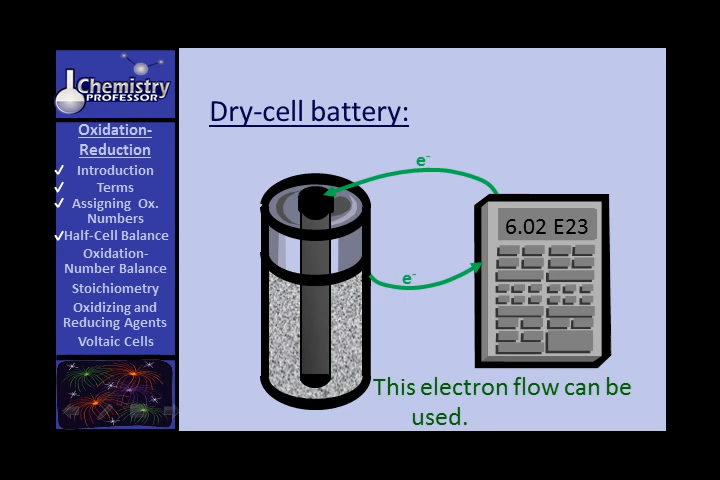 Chemistry
PROFESSOR
Oxidation-
Reduction
✓ Introduction
✓ Terms
✓ Assigning Ox.
Numbers
✓Half-Cell Balance
Oxidation-
Number Balance
Stoichiometry
Oxidizing and
Reducing Agents
Voltaic Cells
Dry-cell battery:
e⁻
6.02 E23
e⁻
This electron flow can be
used.